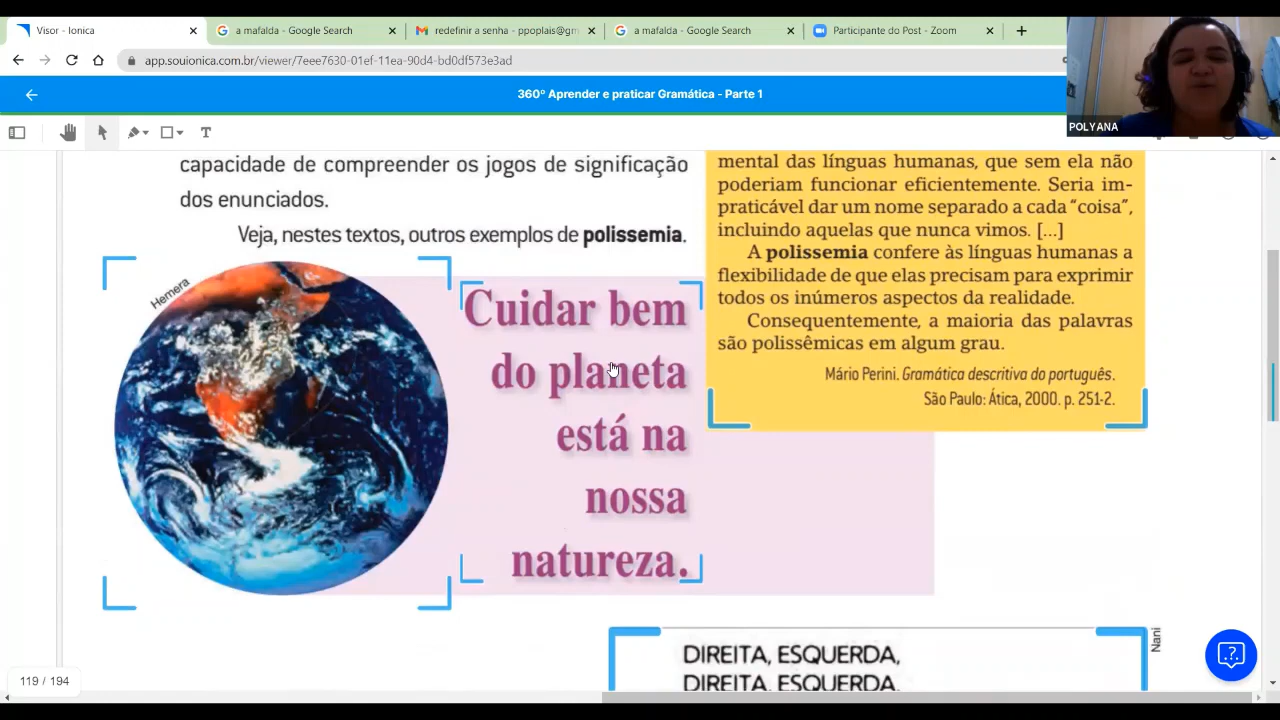 Visor - Ionica
a mafalda - Google Search
redefinir a senha - ppoplais@gm
a mafalda - Google Search
Participante do Post - Zoom
app.souionica.com.br/viewer/7eee7630-01ef-11ea-90d4-bd0df573e3ad
POLYANA
360º Aprender e praticar Gramática - Parte 1
T
capacidade de compreender os jogos de significação
dos enunciados.
Veja, nestes textos, outros exemplos de polissemia.
Hemera
Cuidar bem
do planeta
está na
nossa
natureza.
mental das línguas humanas, que sem ela não
poderiam funcionar eficientemente. Seria im-
praticável dar um nome separado a cada “coisa”,
incluindo aquelas que nunca vimos. [...]
A polissemia confere às línguas humanas a
flexibilidade de que elas precisam para exprimir
todos os inúmeros aspectos da realidade.
Consequentemente, a maioria das palavras
são polissêmicas em algum grau.
Mário Perini. Gramática descritiva do português.
São Paulo: Ática, 2000. p. 251-2.
DIREITA, ESQUERDA,
DIREITA, ESQUERDA,
Nani
119 / 194